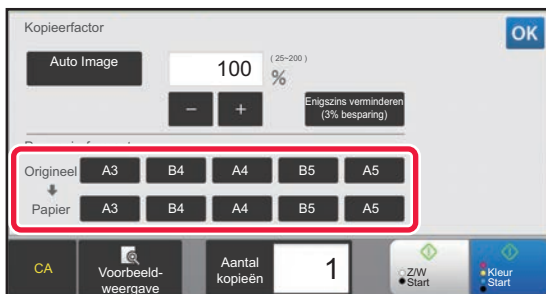 Kopieerfactor
OK
Auto Image
100
(25~200)
%
−
+
Enigszins verminderen
(3% besparing)
Origineel
A3
B4
A4
B5
A5
Papier
A3
B4
A4
B5
A5
CA
Voorbeeld-
weergave
Aantal
kopieën
1
Z/W
Start
Kleur
Start